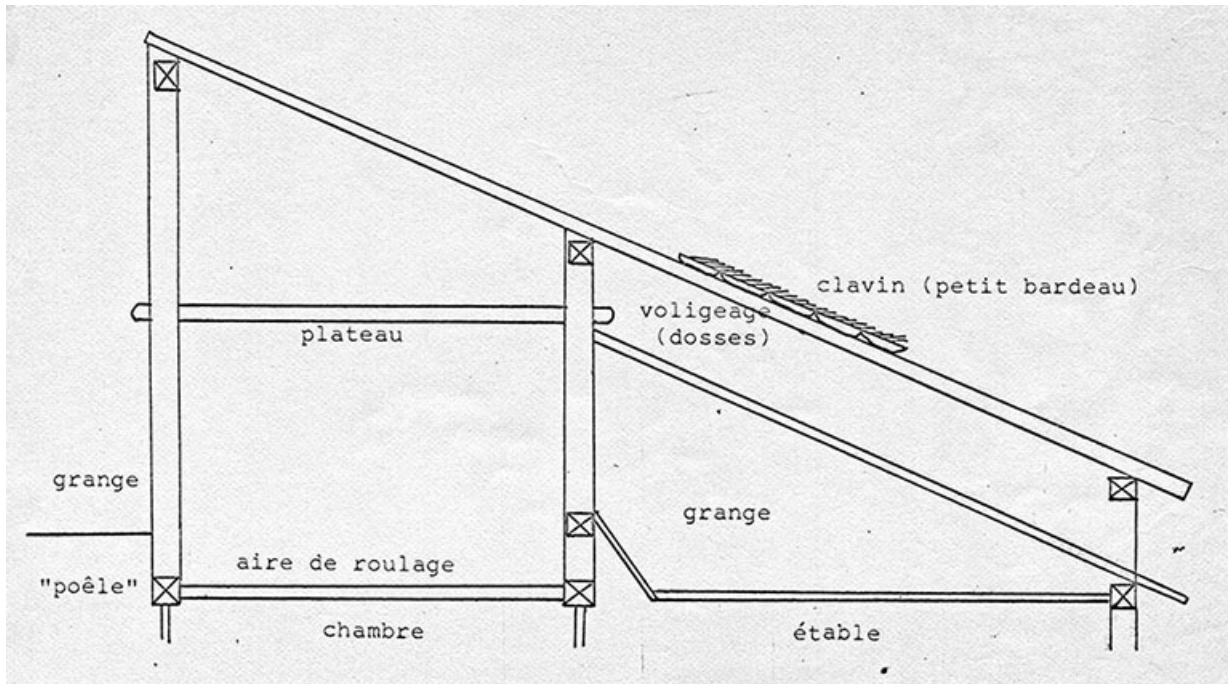 clavin (petit bardeau)
voligeage
(dosses)
plateau
grange
grange
aire de roulage
"poêle"
chambre
étable